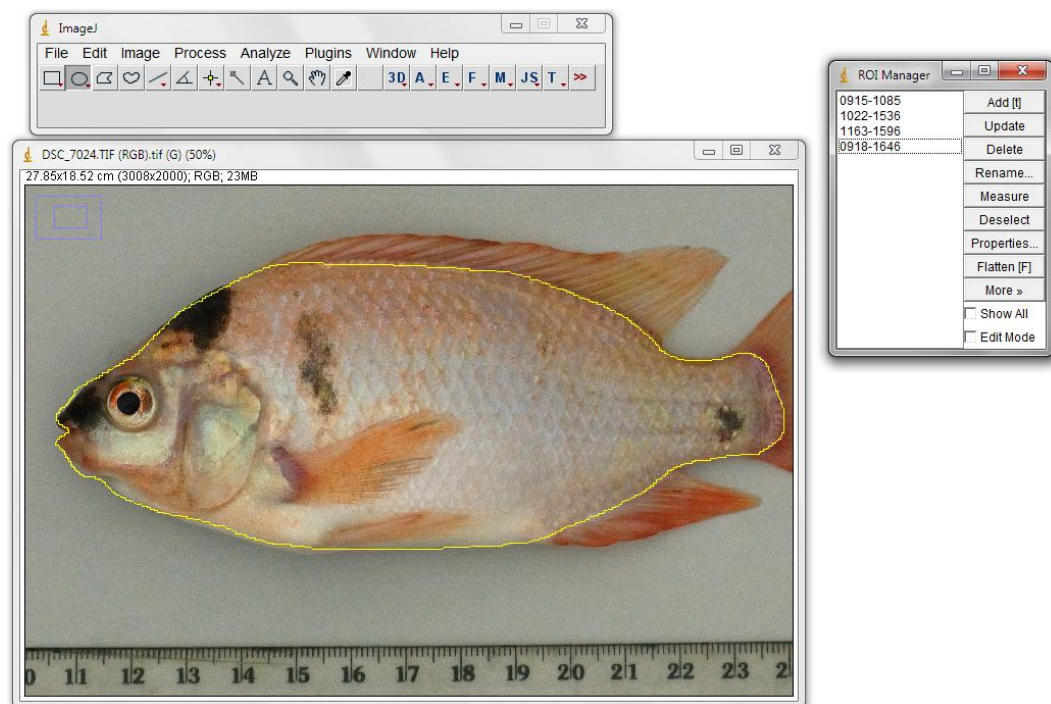 ImageJ
File Edit Image Process Analyze Plugins Window Help
A 3D A E F M JS T >>
DSC_7024.TIF (RGB).tif (G) (50%)
27.85x18.52 cm (3008x2000); RGB; 23MB
0 11 12 13 14 15 16 17 18 19 20 21 22 23 2
ROI Manager
0915-1085
1022-1536
1163-1596
0918-1646
Add [t]
Update
Delete
Rename...
Measure
Deselect
Properties...
Flatten [F]
More »
Show All
Edit Mode